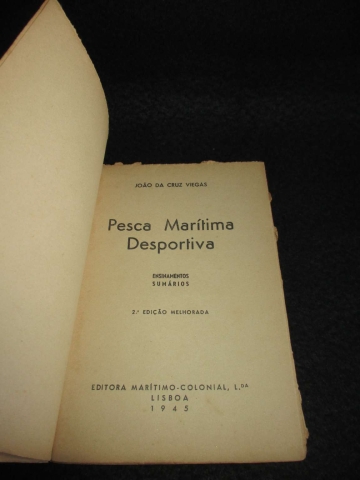 JOÃO DA CRUZ VIEGAS
Pesca Marítima
Desportiva
ENSINAMENTOS
SUMÁRIOS
2.ª EDIÇÃO MELHORADA
EDITORA MARÍTIMO-COLONIAL, L.DA
LISBOA
1945